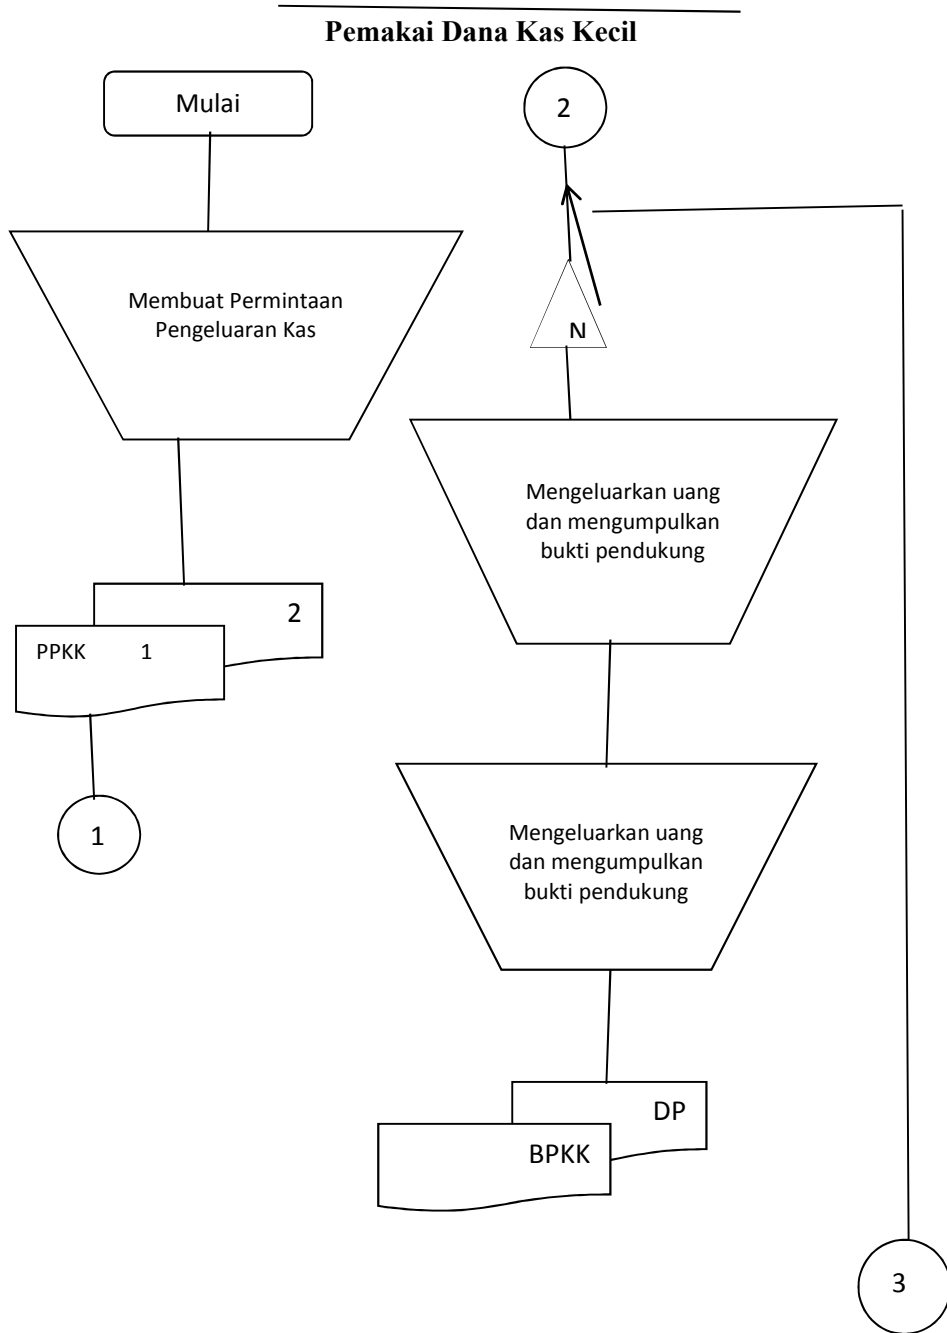 Pemakai Dana Kas Kecil
Mulai
Membuat Permintaan
Pengeluaran Kas
2
PPKK 1
1
2
N
Mengeluarkan uang
dan mengumpulkan
bukti pendukung
Mengeluarkan uang
dan mengumpulkan
bukti pendukung
DP
BPKK
3